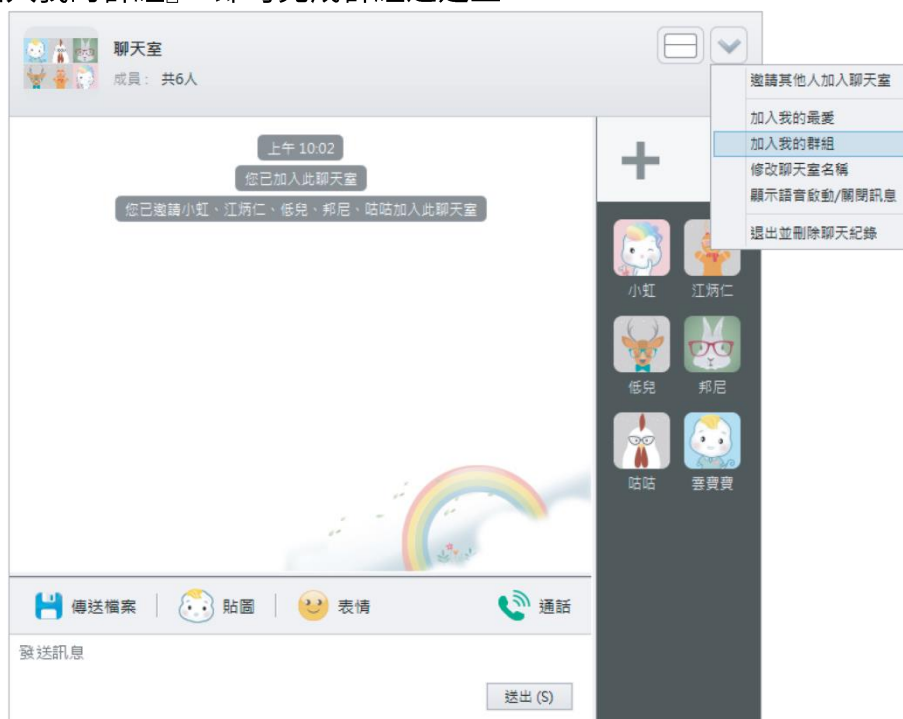 聊天室
成員： 共6人
邀請其他人加入聊天室
加入我的最愛
加入我的群組
修改聊天室名稱
顯示語音啟動/關閉訊息
退出並刪除聊天紀錄
上午 10:02
您已加入此聊天室
您已邀請小虹、江炳仁、低兒、邦尼、咕咕加入此聊天室
小虹 江炳仁
低兒 邦尼
咕咕 雲寶寶
傳送檔案 貼圖 表情 通話
發送訊息
送出 (S)